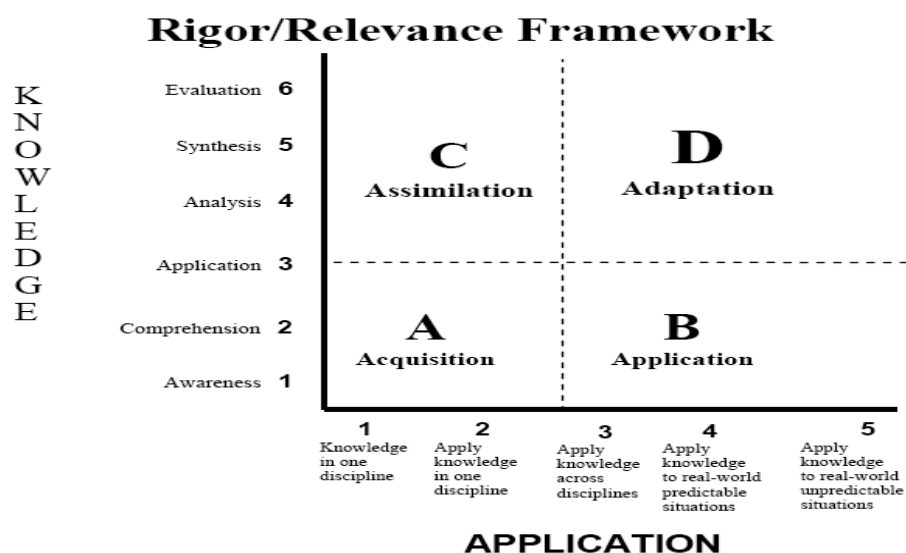 Rigor/Relevance Framework
KNOWLEDGE
Evaluation 6
Synthesis 5
Analysis 4
Application 3
Comprehension 2
Awareness 1
C
Assimilation
D
Adaptation
A
Acquisition
B
Application
1
Knowledge
in one
discipline
2
Apply
knowledge
in one
discipline
3
Apply
knowledge
across
disciplines
4
Apply
knowledge
to real-world
predictable
situations
5
Apply
knowledge
to real-world
unpredictable
situations
APPLICATION